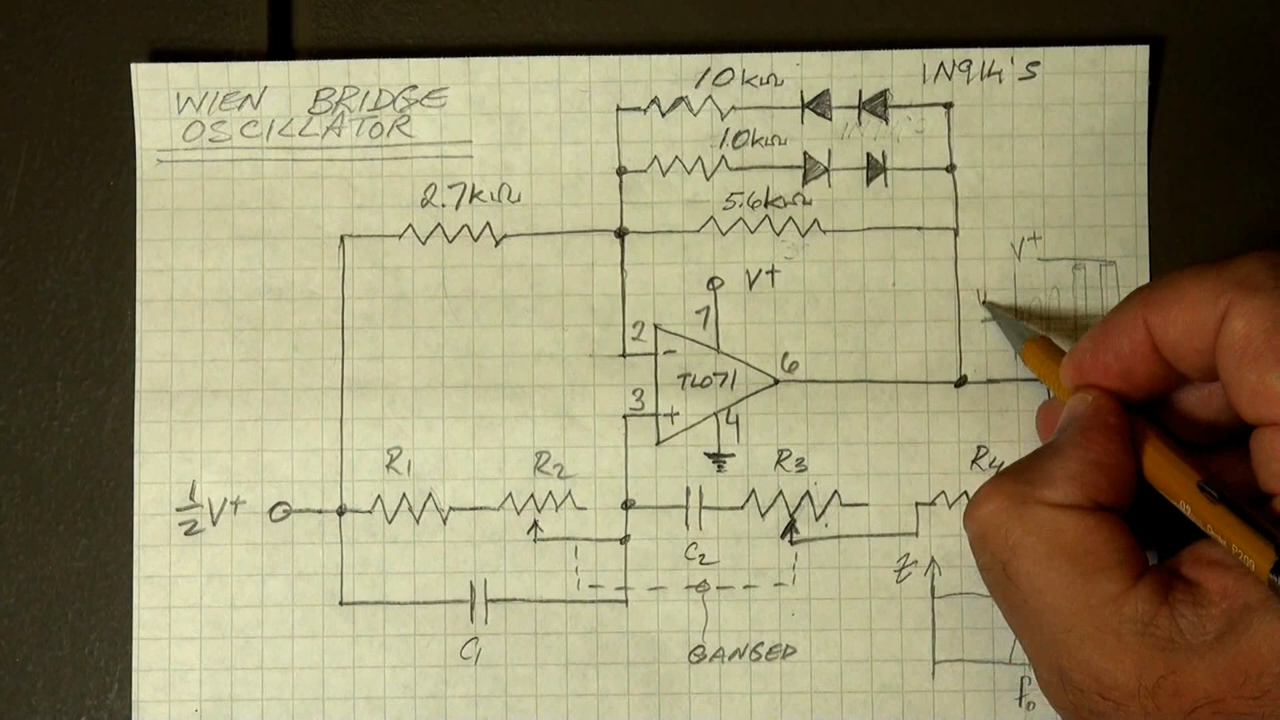 WIEN BRIDGE
OSCILLATOR
10kΩ
1N914's
10kΩ
2.7kΩ
5.6kΩ
V+
V+
7
2
-
TL071
6
3
+
4
R1
R2
R3
R4
1/2 V+
C2
Z
C1
GANGED
f0